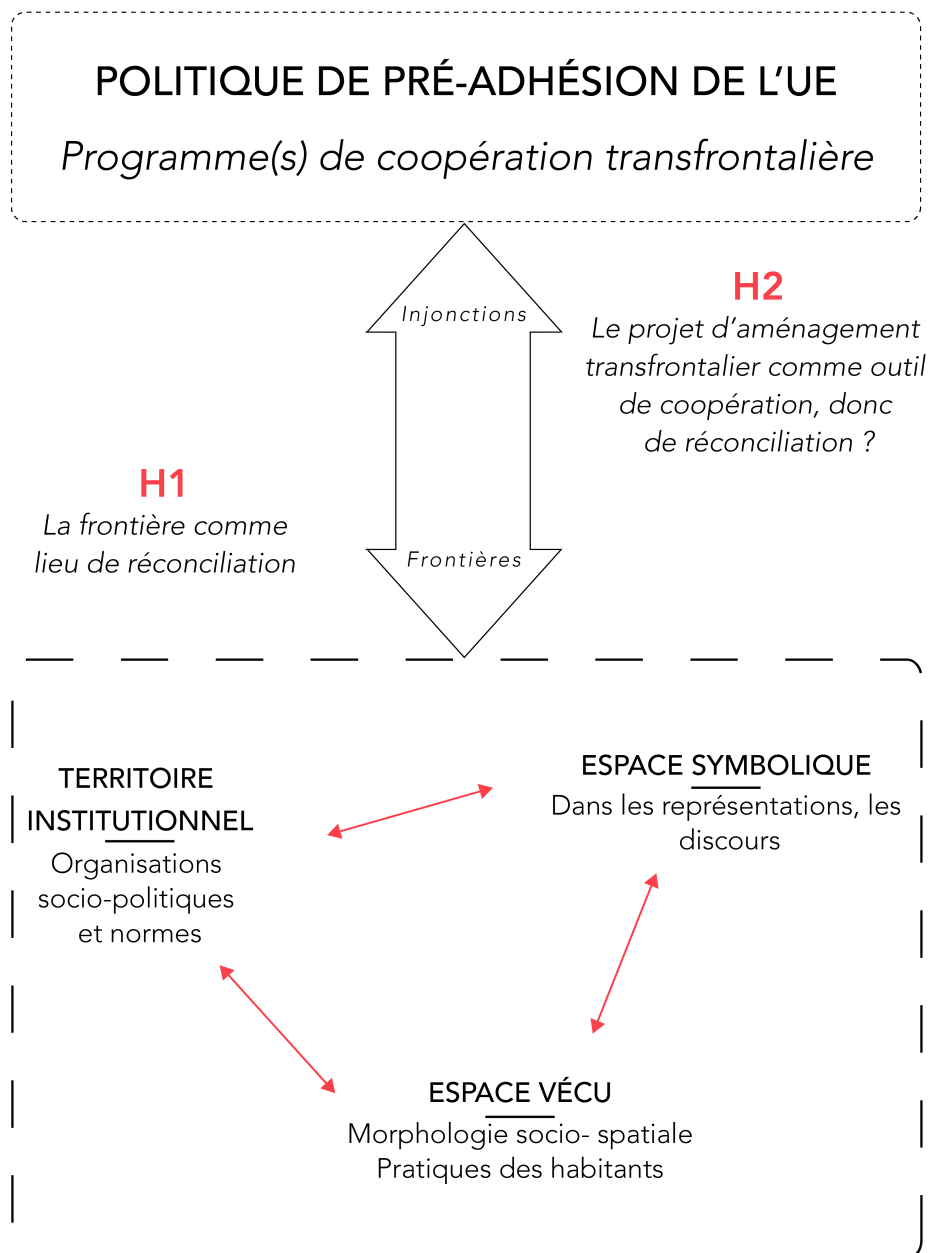 POLITIQUE DE PRÉ-ADHÉSION DE L’UE
Programme(s) de coopération transfrontalière
Injonctions
H2
Le projet d’aménagement
transfrontalier comme outil
de coopération, donc
de réconciliation ?
H1
La frontière comme
lieu de réconciliation
Frontières
TERRITOIRE
INSTITUTIONNEL
Organisations
socio-politiques
et normes
ESPACE SYMBOLIQUE
Dans les représentations, les
discours
ESPACE VÉCU
Morphologie socio- spatiale
Pratiques des habitants